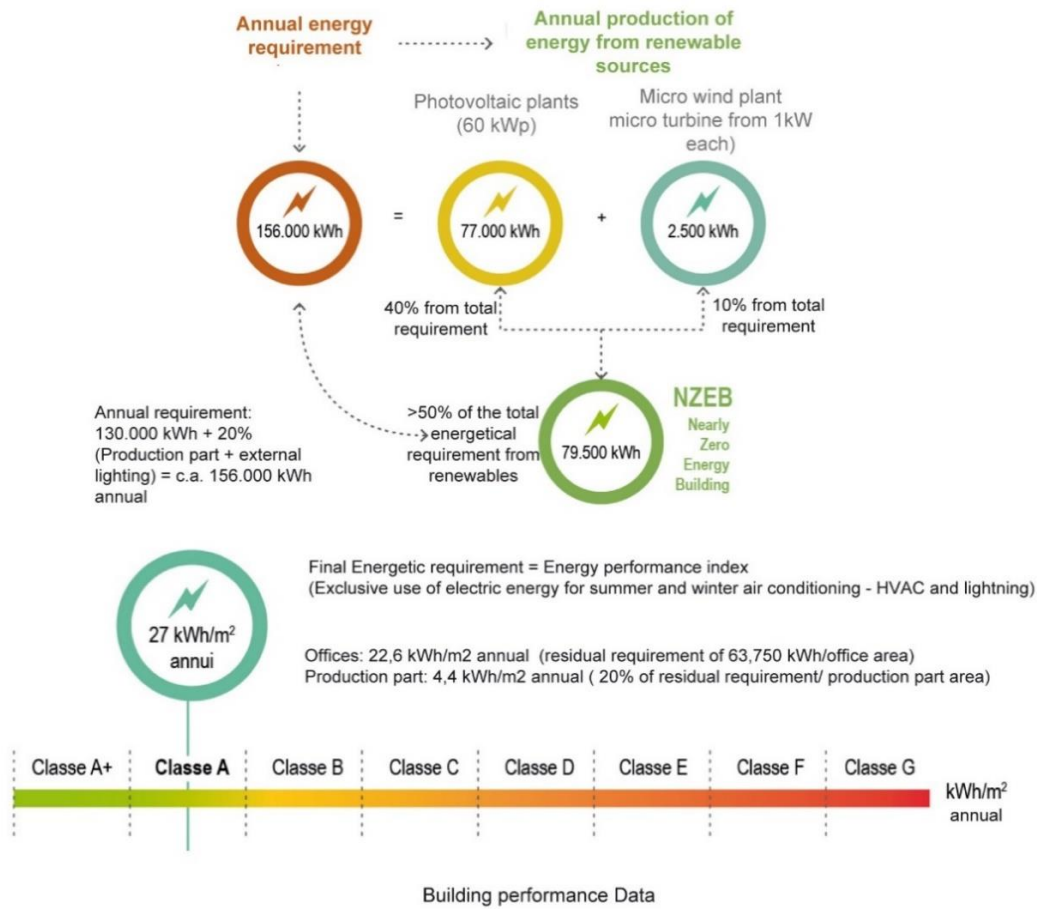 Annual energy
requirement
Annual production of
energy from renewable
sources
Photovoltaic plants
(60 kWp)
Micro wind plant
micro turbine from 1kW
each)
156.000 kWh
=
77.000 kWh
+
2.500 kWh
40% from total
requirement
10% from total
requirement
Annual requirement:
130.000 kWh + 20%
(Production part + external
lighting) = c.a. 156.000 kWh
annual
>50% of the total
energetical
requirement from
renewables
79.500 kWh
NZEB
Nearly
Zero
Energy
Building
27 kWh/m²
annui
Final Energetic requirement = Energy performance index
(Exclusive use of electric energy for summer and winter air conditioning - HVAC and lightning)
Offices: 22,6 kWh/m2 annual (residual requirement of 63,750 kWh/office area)
Production part: 4,4 kWh/m2 annual ( 20% of residual requirement/ production part area)
Classe A+ Classe A Classe B Classe C Classe D Classe E Classe F Classe G
kWh/m²
annual
Building performance Data